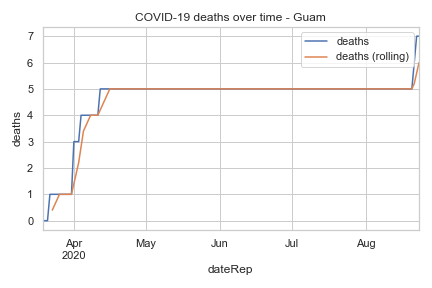 COVID-19 deaths over time - Guam
deaths
deaths (rolling)
7
6
5
4
3
2
1
0
deaths
Apr
2020
May
Jun
Jul
Aug
dateRep